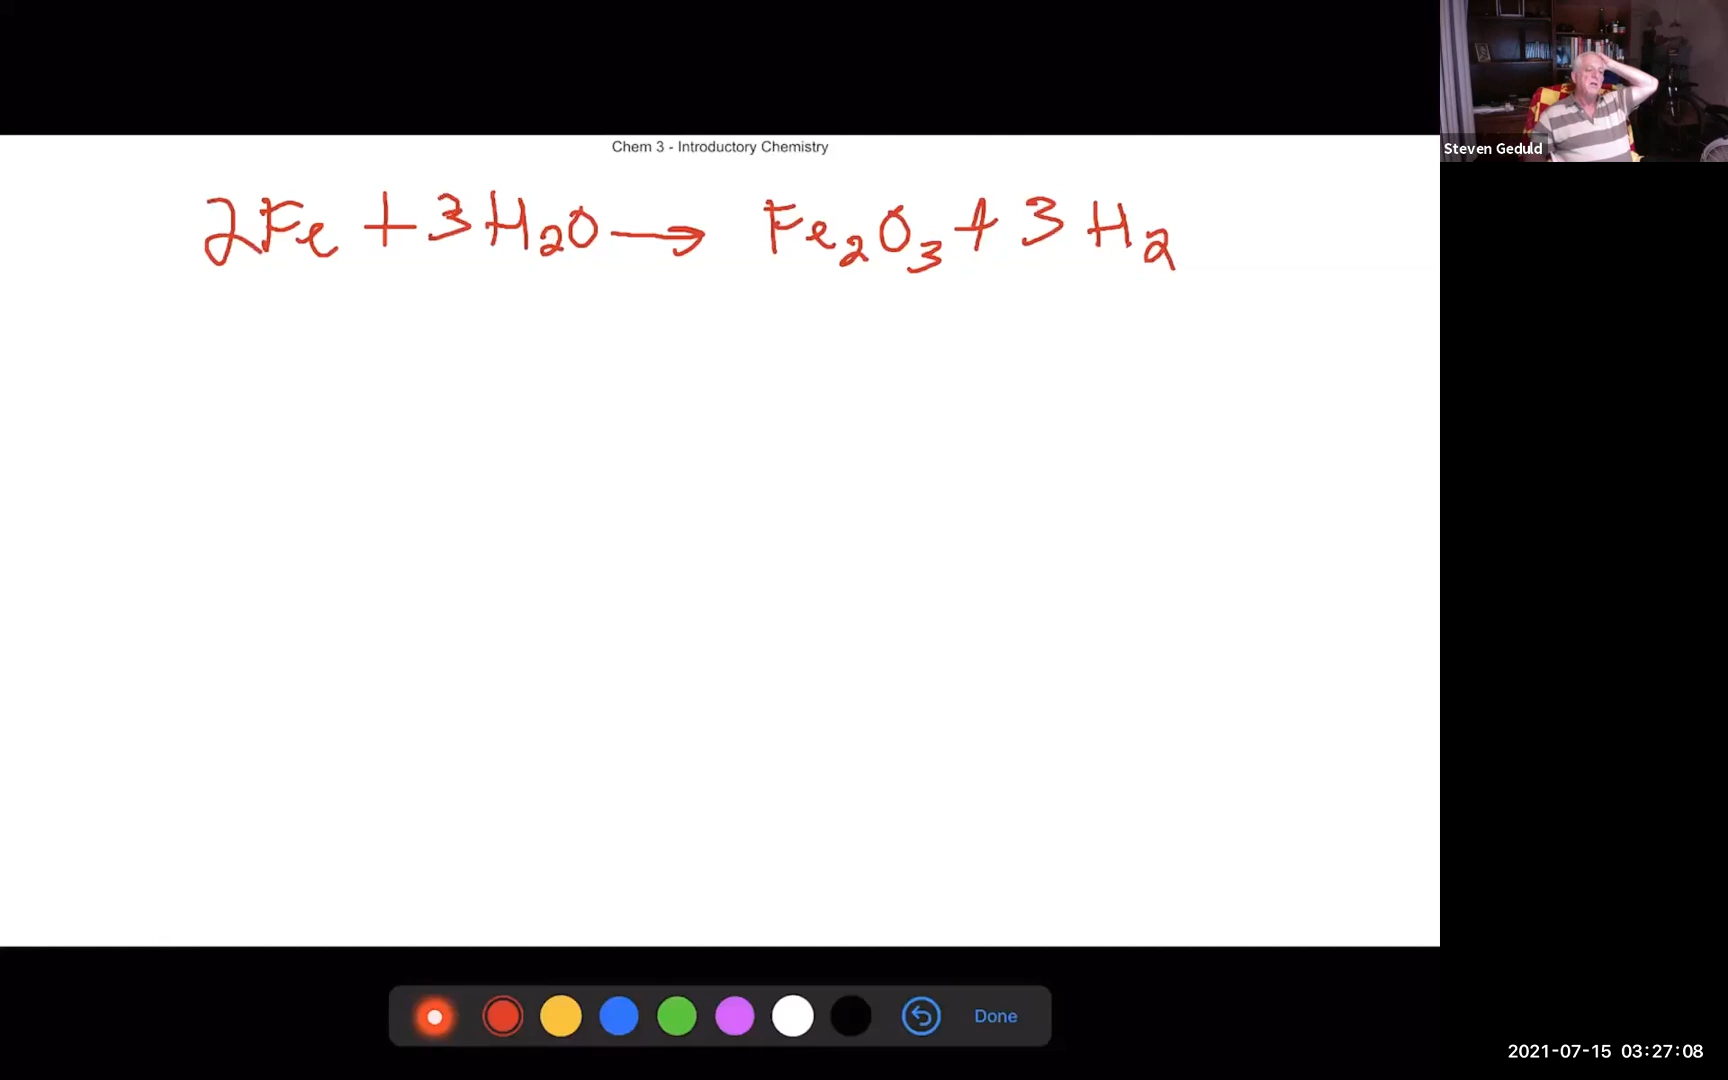 Steven Geduld
Chem 3 - Introductory Chemistry
2Fe + 3H₂O → Fe₂O₃ + 3H₂
Done
2021-07-15 03:27:08